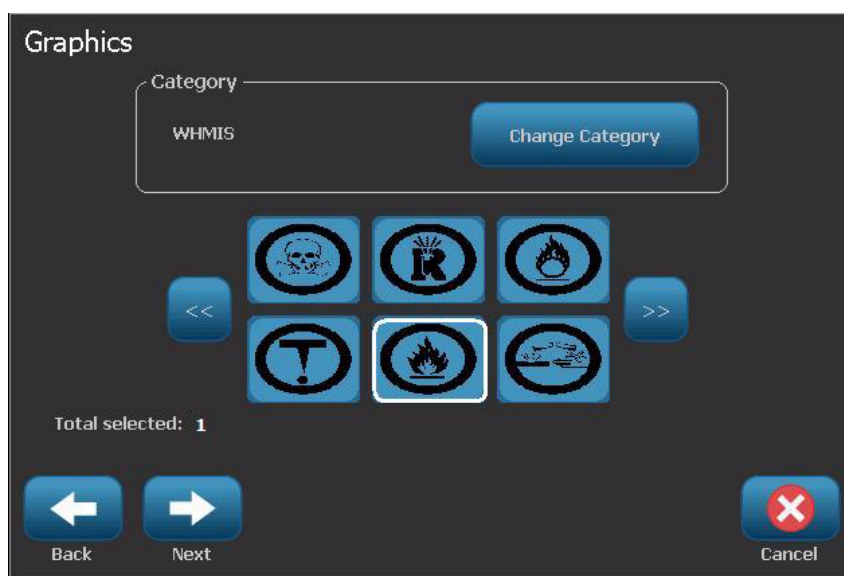 Graphics
Category
WHMIS
Change Category
R
<<
>>
T
Total selected: 1
Back
Next
Cancel